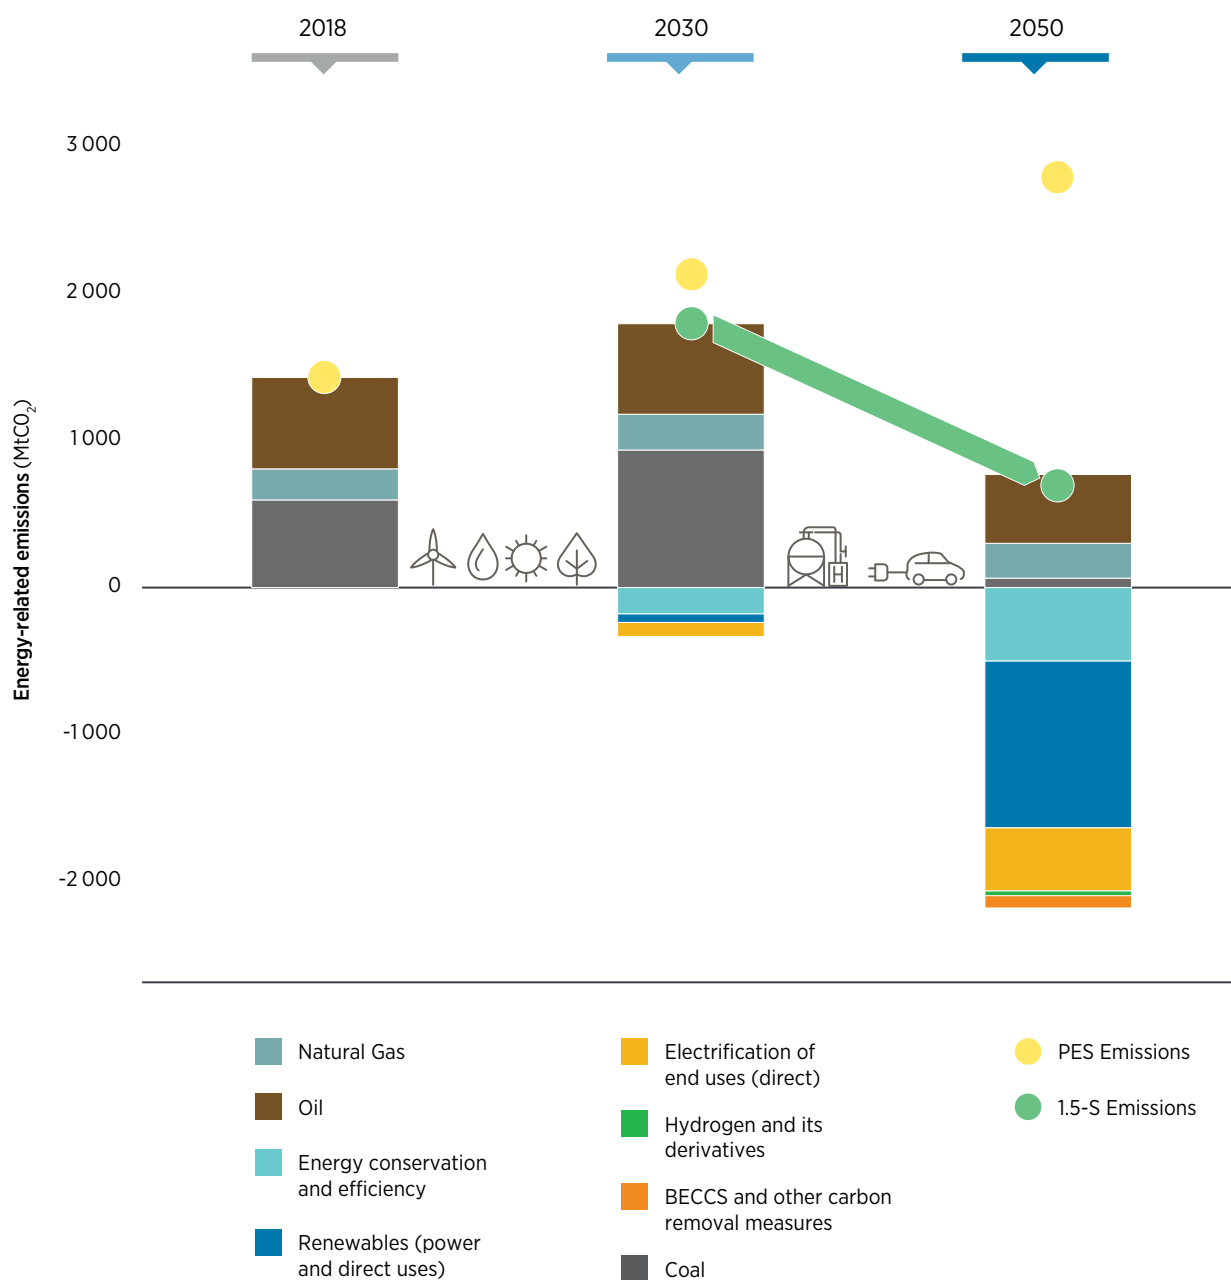 2018
2030
2050
3 000
2 000
1 000
0
-1 000
-2 000
Energy-related emissions (MtCO₂)
H
Natural Gas
Oil
Energy conservation
and efficiency
Renewables (power
and direct uses)
Electrification of
end uses (direct)
Hydrogen and its
derivatives
BECCS and other carbon
removal measures
Coal
PES Emissions
1.5-S Emissions